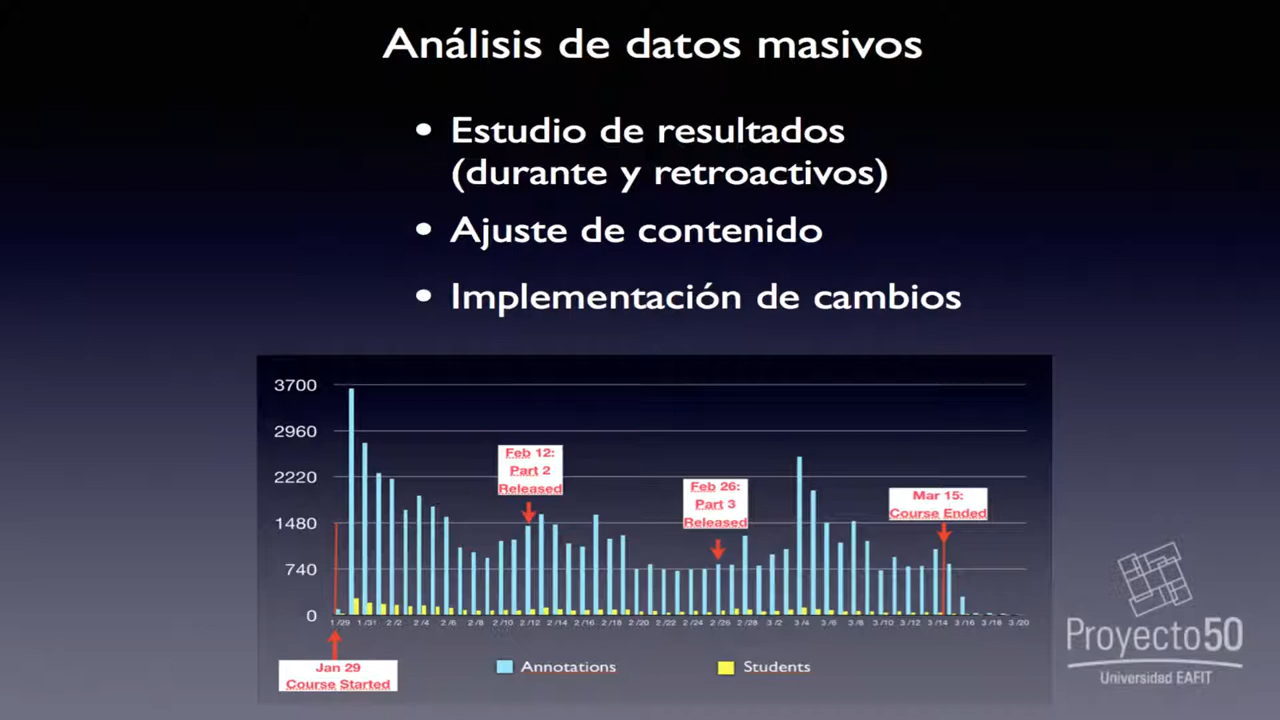 Análisis de datos masivos
• Estudio de resultados
(durante y retroactivos)
• Ajuste de contenido
• Implementación de cambios
3700
2960
2220
1480
740
0
Feb 12:
Part 2
Released
Feb 26:
Part 3
Released
Mar 15:
Course Ended
1 /29 1 /31 2 /2 2 /4 2 /6 2 /8 2 /10 2 /12 2 /14 2 /16 2 /18 2 /20 2 /22 2 /24 2 /26 2 /28 3 /2 3 /4 3 /6 3 /8 3 /10 3 /12 3 /14 3 /16 3 /18 3 /20
Jan 29
Course Started
Annotations
Students
Proyecto50
Universidad EAFIT